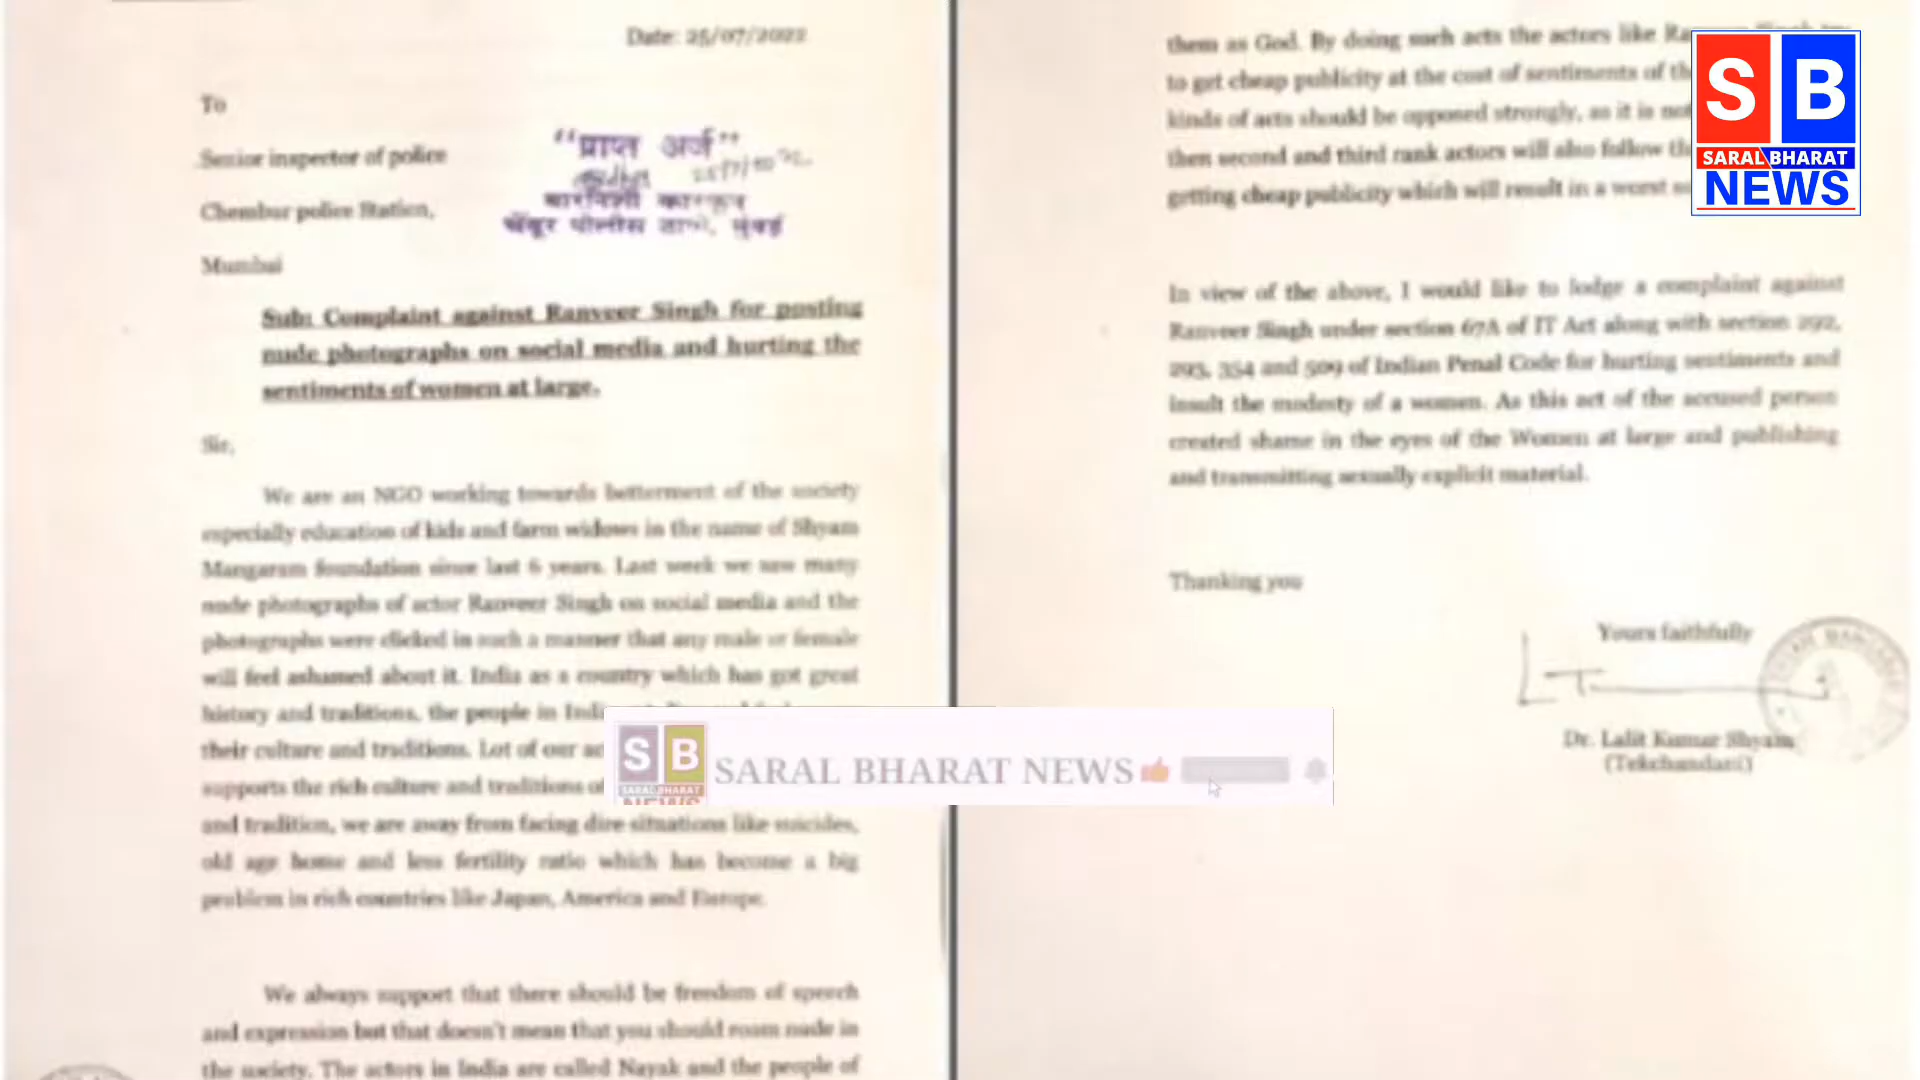 Date: 25/07/2022
To
Senior inspector of police
Chembur police Station,
Mumbai
“प्राप्त अर्ज”
बारनिशी कारकून
चेंबूर पोलीस ठाणे, मुंबई
Sub: Complaint against Ranveer Singh for posting
nude photographs on social media and hurting the
sentiments of women at large.
Sir,
We are an NGO working towards betterment of the society
especially education of kids and farm widows in the name of Shyam
Mangaram foundation since last 6 years. Last week we saw many
nude photographs of actor Ranveer Singh on social media and the
photographs were clicked in such a manner that any male or female
will feel ashamed about it. India as a country which has got great
history and traditions, the people in
their culture and traditions. Lot of our
supports the rich culture and traditions of
and tradition, we are away from facing dire situations like suicides,
old age home and less fertility ratio which has become a big
problem in rich countries like Japan, America and Europe.
We always support that there should be freedom of speech
and expression but that doesn't mean that you should roam nude in
the society. The actors in India are called Nayak and the people of
them as God. By doing such acts the actors like
to get cheap publicity at the cost of sentiments of
kinds of acts should be opposed strongly, as it is
then second and third rank actors will also follow
getting cheap publicity which will result in a worst
In view of the above, I would like to lodge a complaint against
Ranveer Singh under section 67A of IT Act along with section 292,
293, 354 and 509 of Indian Penal Code for hurting sentiments and
insult the modesty of a women. As this act of the accused person
created shame in the eyes of the Women at large and publishing
and transmitting sexually explicit material.
Thanking you
Yours faithfully
Dr. Lalit Kumar Shyam
(Tekchandani)
SB
SARAL BHARAT
NEWS
SB
SARAL BHARAT
NEWS
SARAL BHARAT NEWS